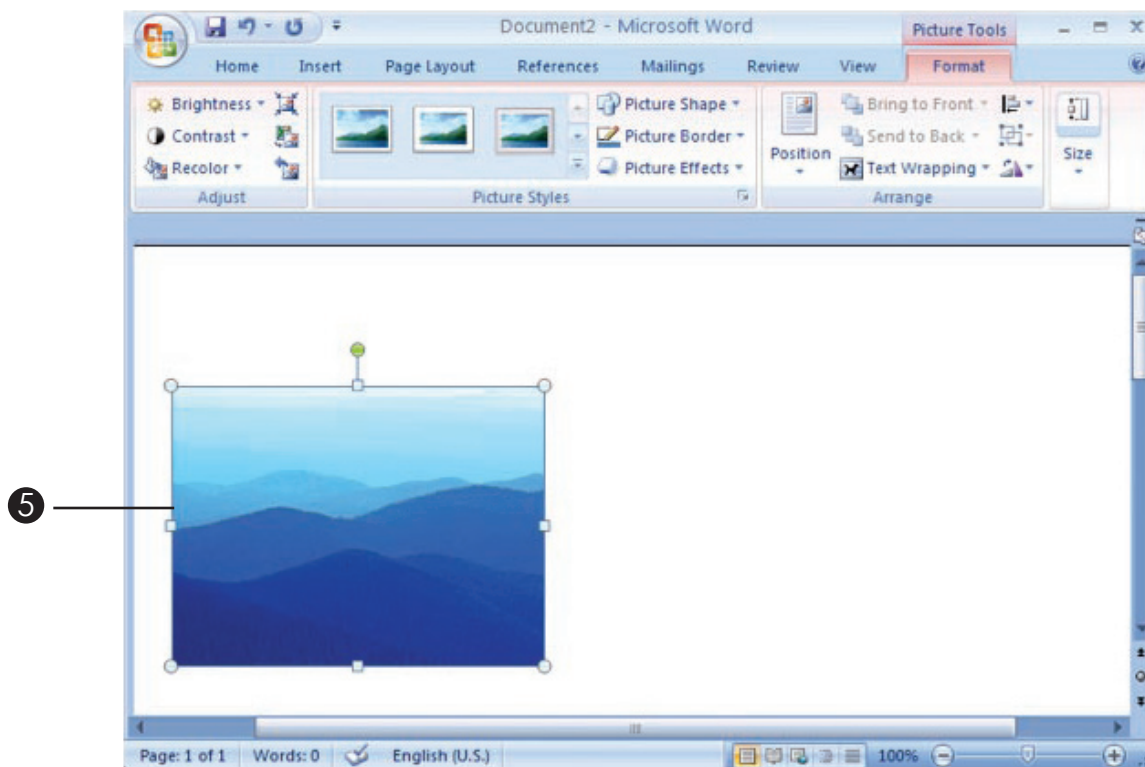 Document2 - Microsoft Word
Picture Tools
Home Insert Page Layout References Mailings Review View Format
Brightness
Contrast
Recolor
Adjust
Picture Shape
Picture Border
Picture Effects
Picture Styles
Position
Bring to Front
Send to Back
Text Wrapping
Arrange
Size
5
Page: 1 of 1 Words: 0 English (U.S.) 100%